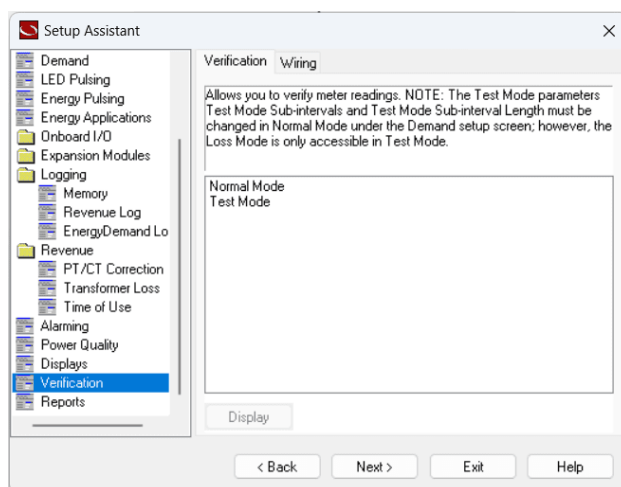 Setup Assistant
Demand
LED Pulsing
Energy Pulsing
Energy Applications
Onboard I/O
Expansion Modules
Logging
Memory
Revenue Log
EnergyDemand Lo
Revenue
PT/CT Correction
Transformer Loss
Time of Use
Alarming
Power Quality
Displays
Verification
Reports
Verification Wiring
Allows you to verify meter readings. NOTE: The Test Mode parameters
Test Mode Sub-intervals and Test Mode Sub-interval Length must be
changed in Normal Mode under the Demand setup screen; however, the
Loss Mode is only accessible in Test Mode.
Normal Mode
Test Mode
Display
< Back Next > Exit Help